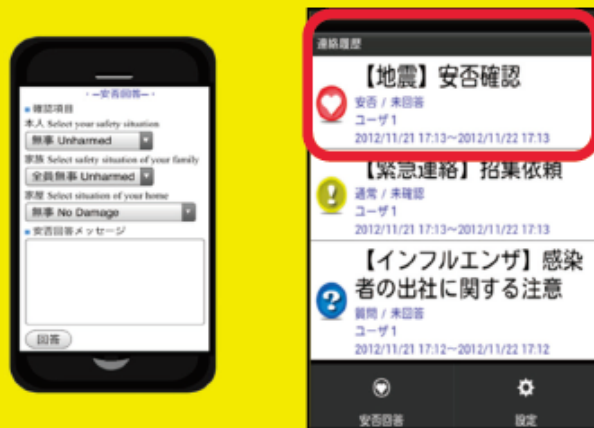 -安否回答-
確認項目
本人 Select your safety situation
無事 Unharmed
家族 Select safety situation of your family
全員無事 Unharmed
家屋 Select situation of your home
無事 No Damage
安否回答メッセージ
回答
連絡履歴
【地震】安否確認
安否 / 未回答
ユーザ1
2012/11/21 17:13~2012/11/22 17:13
【緊急連絡】招集依頼
通常 / 未確認
ユーザ1
2012/11/21 17:13~2012/11/22 17:13
【インフルエンザ】感染
者の出社に関する注意
質問 / 未回答
ユーザ1
2012/11/21 17:12~2012/11/22 17:12
安否回答
設定